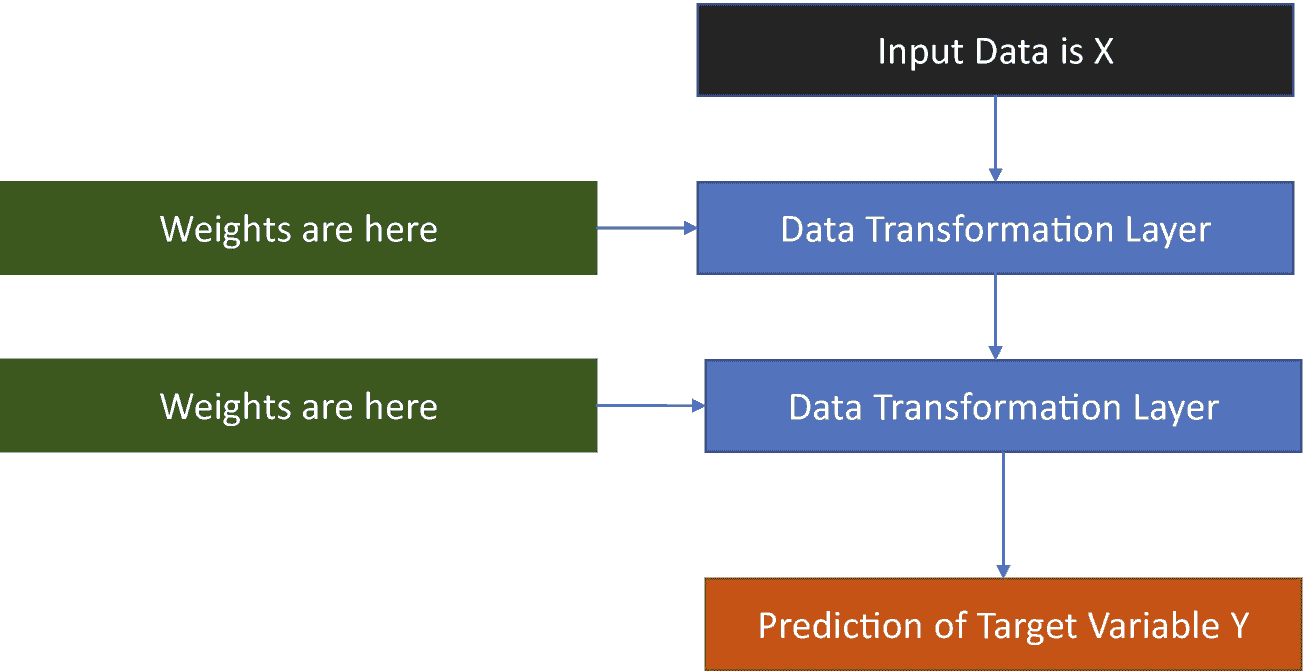 Input Data is X
Weights are here
Data Transformation Layer
Weights are here
Data Transformation Layer
Prediction of Target Variable Y